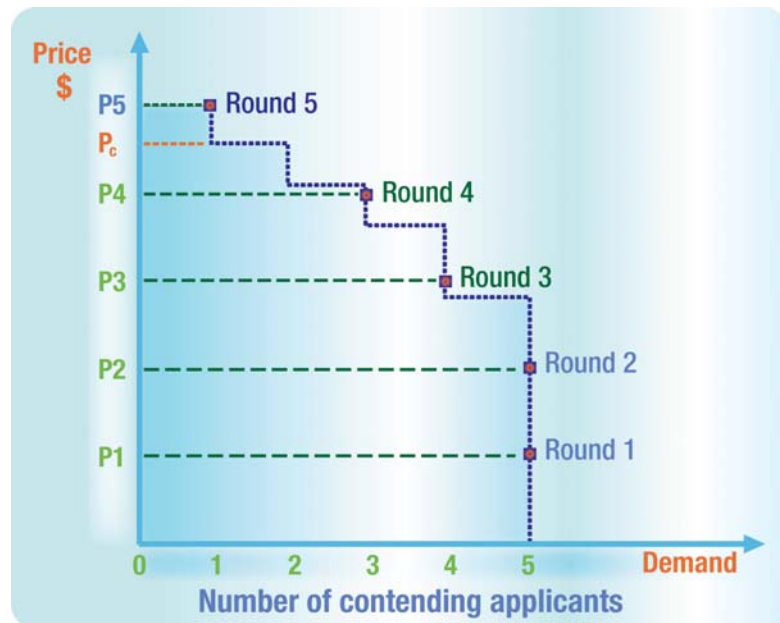 Price
$
P5
Round 5
Pc
P4
Round 4
P3
Round 3
P2
Round 2
P1
Round 1
0 1 2 3 4 5 Demand
Number of contending applicants